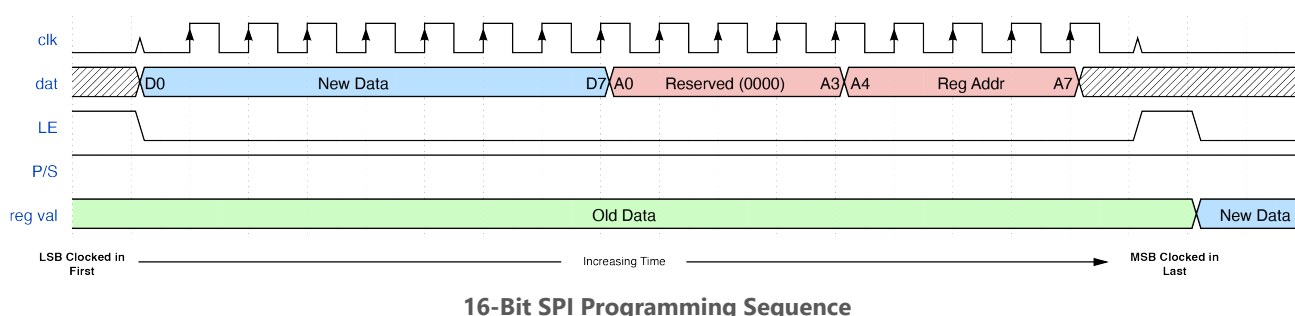 clk
dat D0 New Data D7 A0 Reserved (0000) A3 A4 Reg Addr A7
LE
P/S
reg val Old Data New Data
LSB Clocked in
First
Increasing Time
MSB Clocked in
Last
16-Bit SPI Programming Sequence